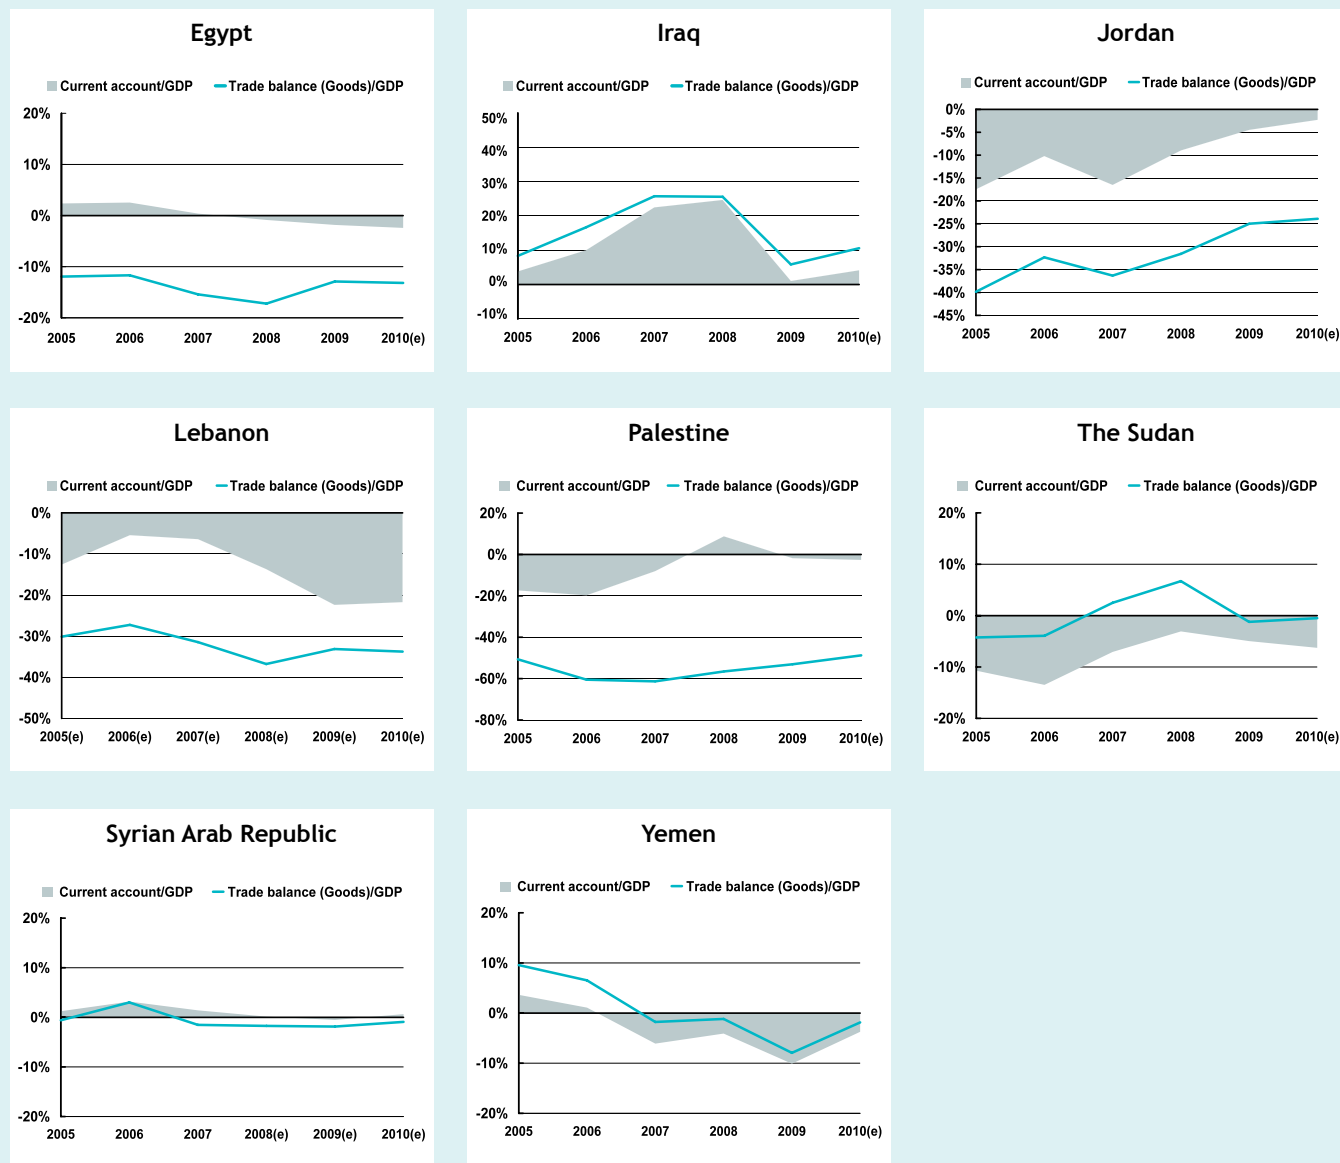 Egypt
Current account/GDP Trade balance (Goods)/GDP
20%
10%
0%
-10%
-20%
2005 2006 2007 2008 2009 2010(e)
Iraq
Current account/GDP Trade balance (Goods)/GDP
50%
40%
30%
20%
10%
0%
-10%
2005 2006 2007 2008 2009 2010(e)
Jordan
Current account/GDP Trade balance (Goods)/GDP
0%
-5%
-10%
-15%
-20%
-25%
-30%
-35%
-40%
-45%
2005 2006 2007 2008 2009 2010(e)
Lebanon
Current account/GDP Trade balance (Goods)/GDP
0%
-10%
-20%
-30%
-40%
-50%
2005(e) 2006(e) 2007(e) 2008(e) 2009(e) 2010(e)
Palestine
Current account/GDP Trade balance (Goods)/GDP
20%
0%
-20%
-40%
-60%
-80%
2005 2006 2007 2008 2009 2010(e)
The Sudan
Current account/GDP Trade balance (Goods)/GDP
20%
10%
0%
-10%
-20%
2005 2006 2007 2008 2009 2010(e)
Syrian Arab Republic
Current account/GDP Trade balance (Goods)/GDP
20%
10%
0%
-10%
-20%
2005 2006 2007 2008(e) 2009(e) 2010(e)
Yemen
Current account/GDP Trade balance (Goods)/GDP
20%
10%
0%
-10%
-20%
2005 2006 2007 2008 2009 2010(e)